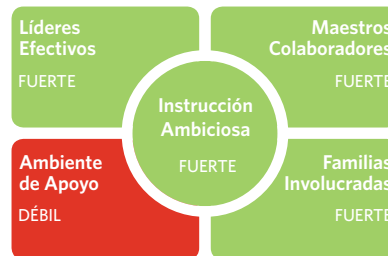 Líderes
Efectivos
FUERTE
Maestros
Colaboradores
FUERTE
Instrucción
Ambiciosa
FUERTE
Ambiente
de Apoyo
DÉBIL
Familias
Involucradas
FUERTE